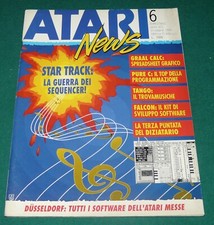 ATARI
News
6
STAR TRACK:
LA GUERRA DEI
SEQUENCER!
GRAAL CALC:
SPREADSHEET GRAFICO
PURE C: IL TOP DELLA
PROGRAMMAZIONE
TANGO:
IL TROVAMUSICHE
FALCON: IL KIT DI
SVILUPPO SOFTWARE
LA TERZA PUNTATA
DEL DIZIATARIO
DÜSSELDORF: TUTTI I SOFTWARE DELL'ATARI MESSE